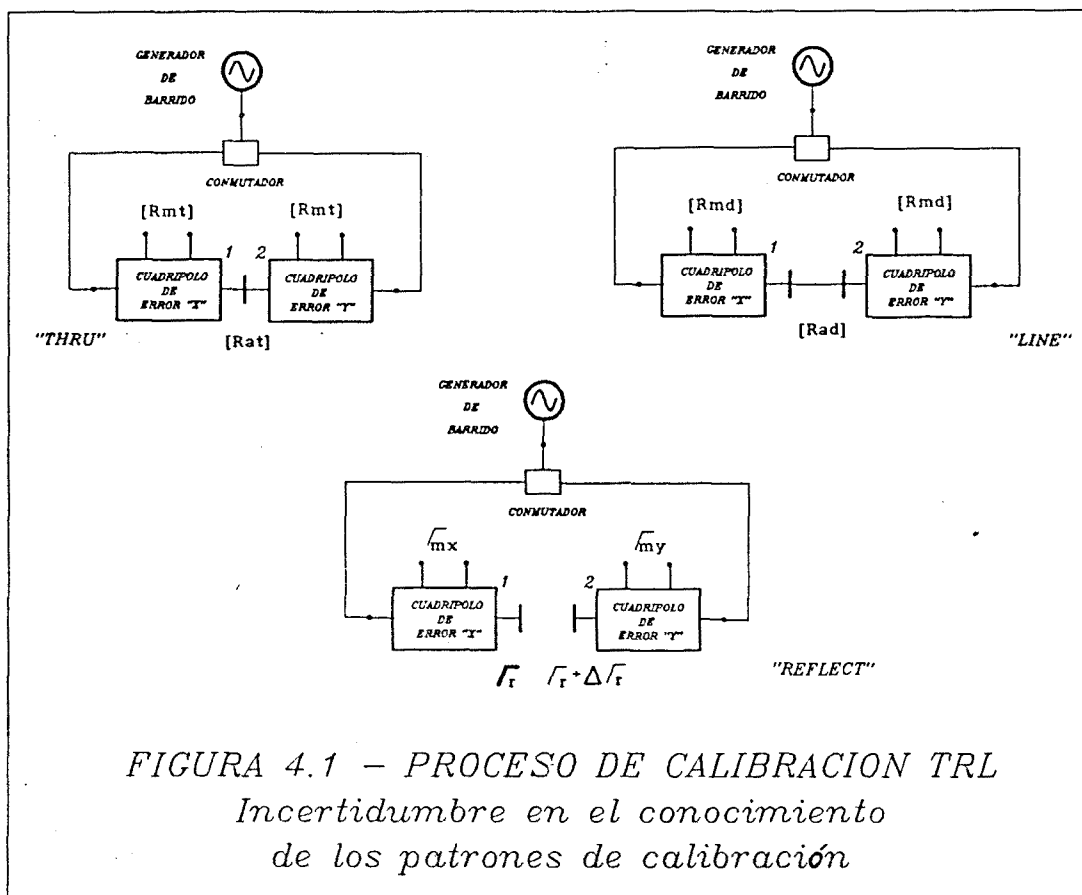 GENERADOR
DE
BARRIDO
CONMUTADOR
[Rmt] [Rmt]
1 2
CUADRIPOLO
DE
ERROR "X"
CUADRIPOLO
DE
ERROR "Y"
"THRU"
[Rat]
GENERADOR
DE
BARRIDO
CONMUTADOR
[Rmd] [Rmd]
1 2
CUADRIPOLO
DE
ERROR "X"
CUADRIPOLO
DE
ERROR "Y"
[Rad]
"LINE"
GENERADOR
DE
BARRIDO
CONMUTADOR
Γmx Γmy
1 2
CUADRIPOLO
DE
ERROR "X"
CUADRIPOLO
DE
ERROR "Y"
Γr Γr+ΔΓr
"REFLECT"
FIGURA 4.1 – PROCESO DE CALIBRACION TRL
Incertidumbre en el conocimiento
de los patrones de calibración